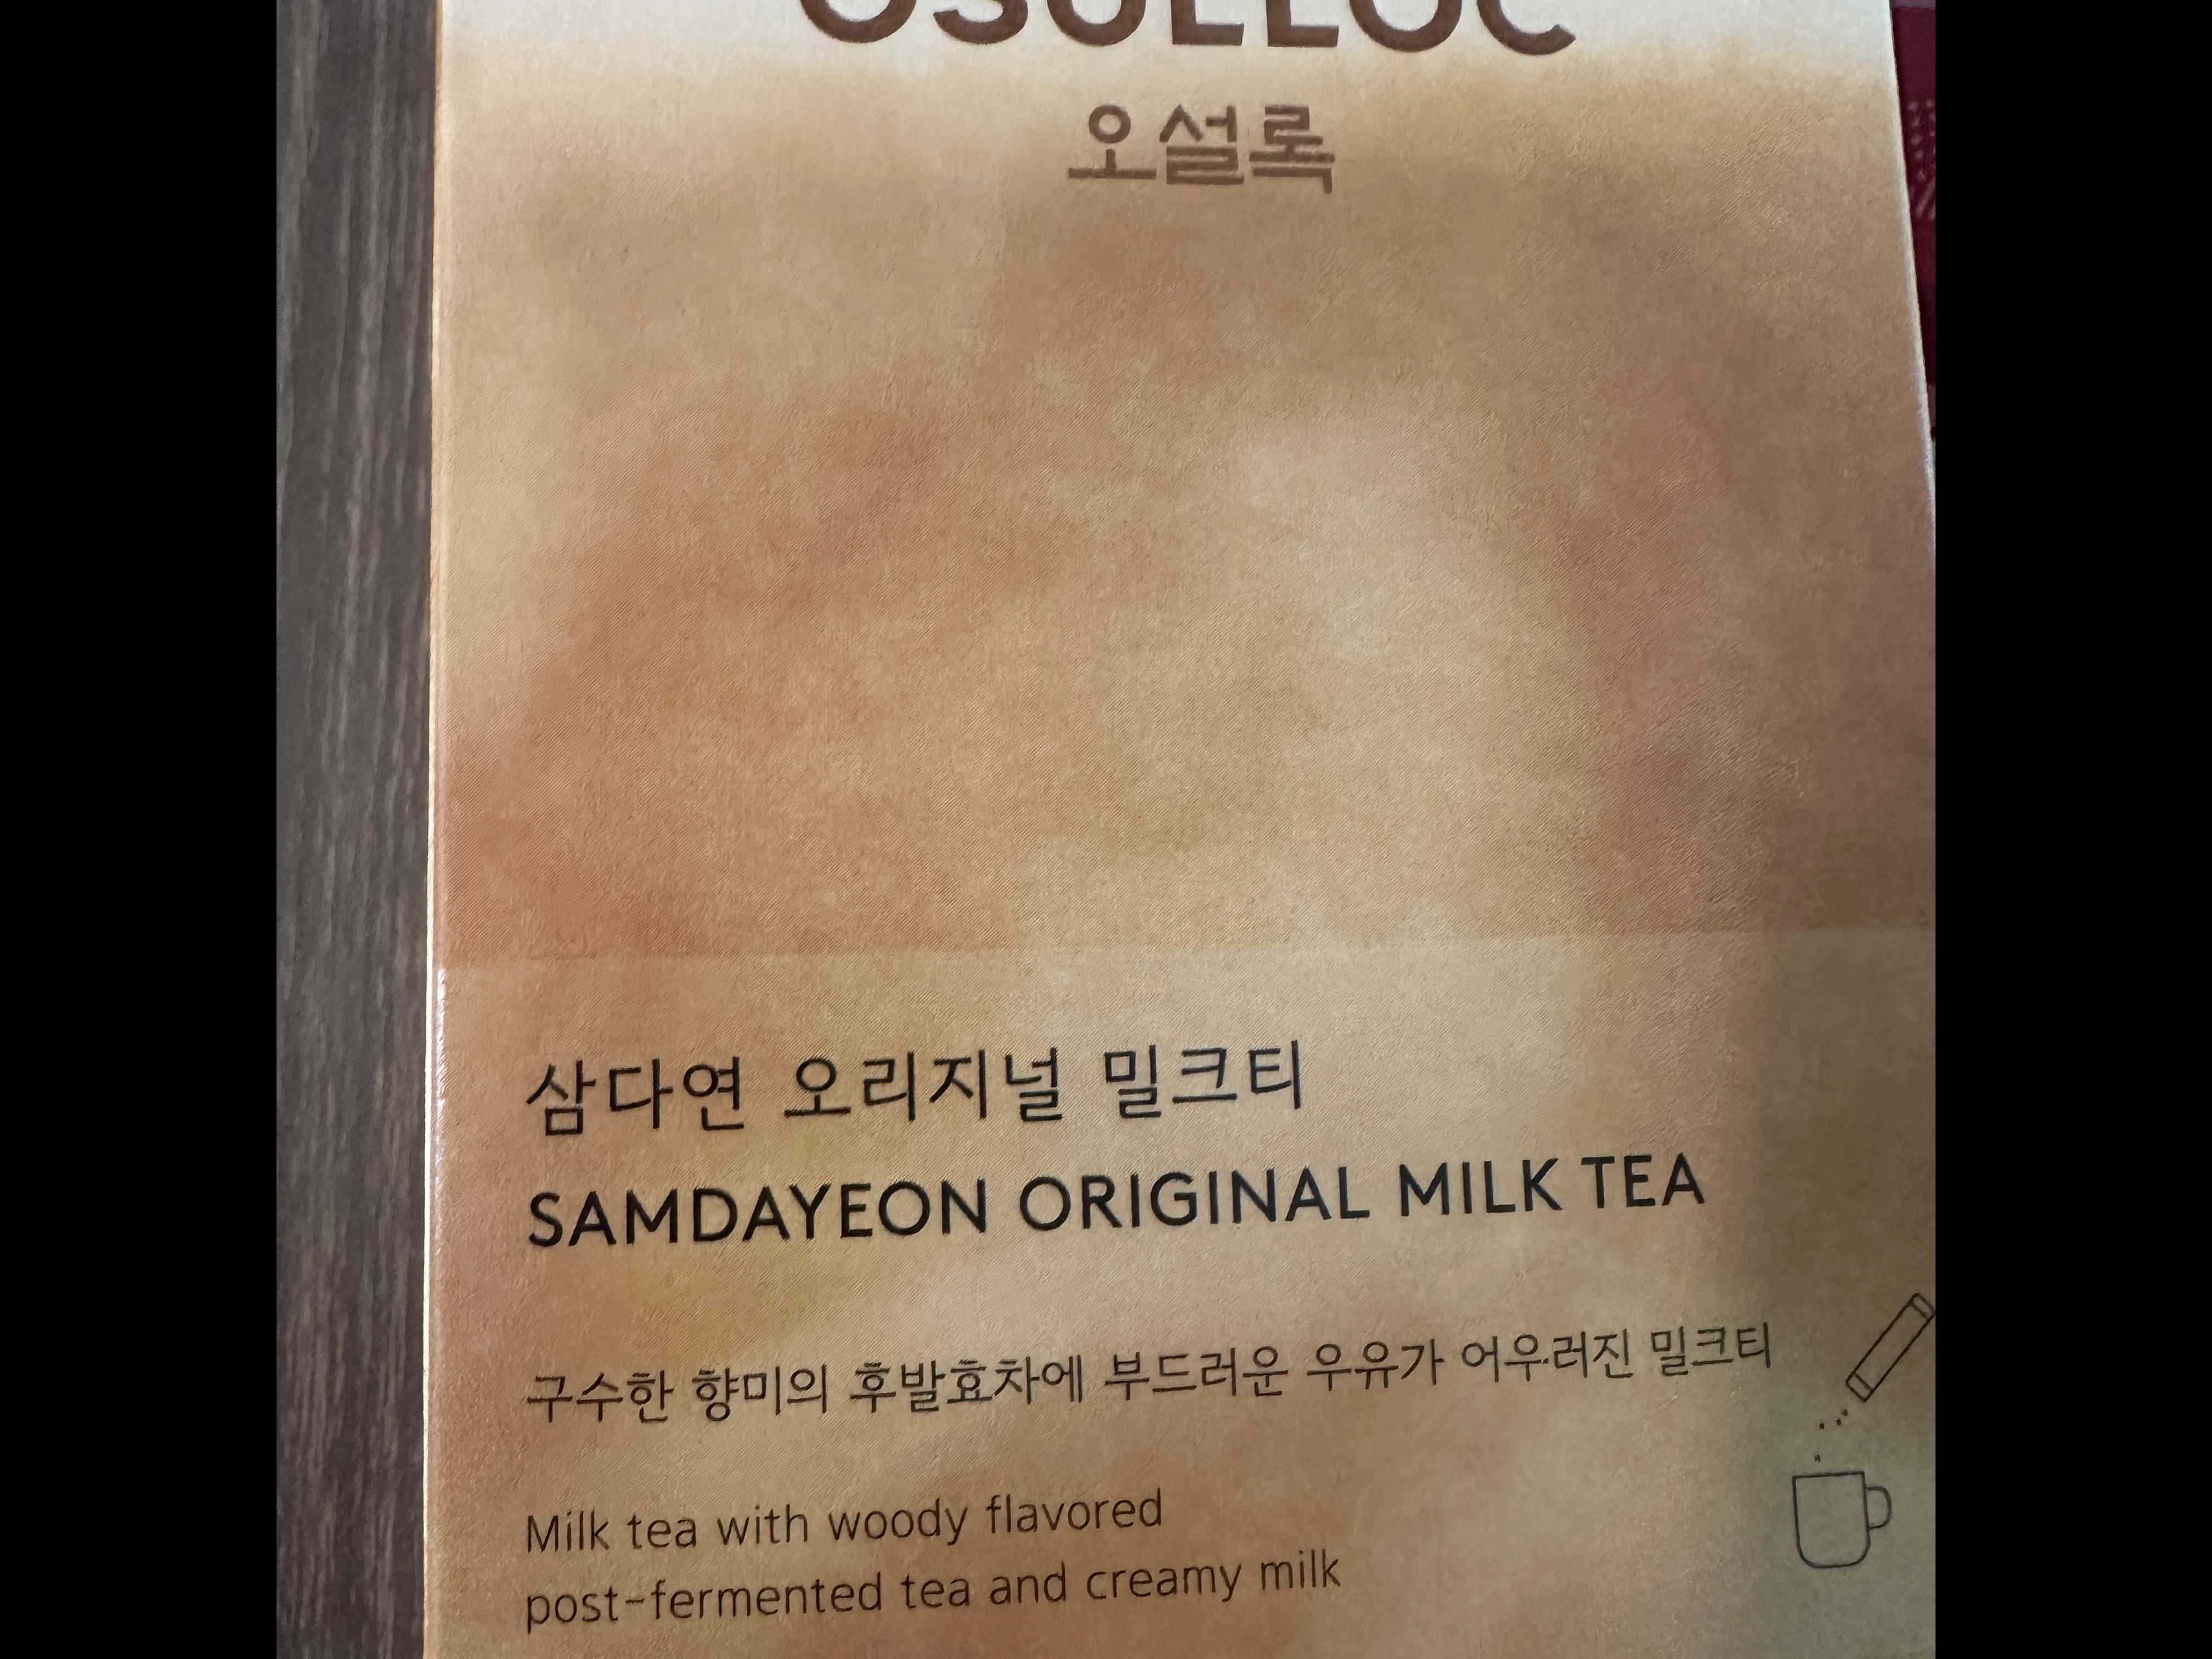 OSULLOC
오설록
삼다연 오리지널 밀크티
SAMDAYEON ORIGINAL MILK TEA
구수한 향미의 후발효차에 부드러운 우유가 어우러진 밀크티
Milk tea with woody flavored
post-fermented tea and creamy milk